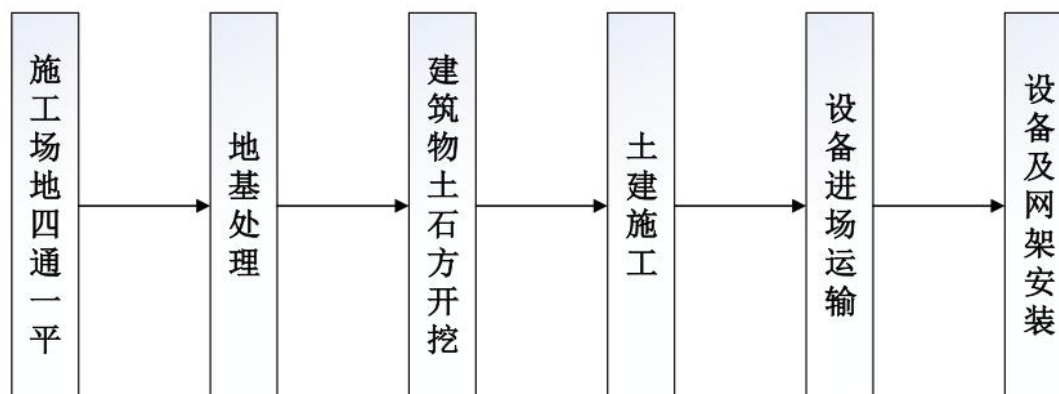 施工场地四通一平
地基处理
建筑物土石方开挖
土建施工
设备进场运输
设备及网架安装